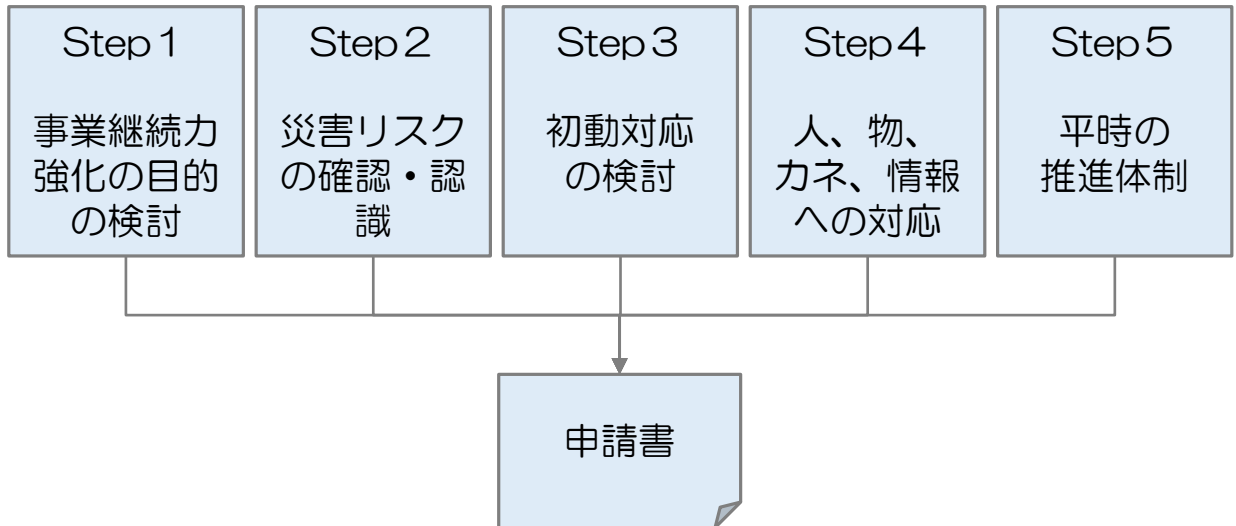 Step１
事業継続力
強化の目的
の検討
Step２
災害リスク
の確認・認
識
Step３
初動対応
の検討
Step４
人、物、
カネ、情報
への対応
Step５
平時の
推進体制
申請書